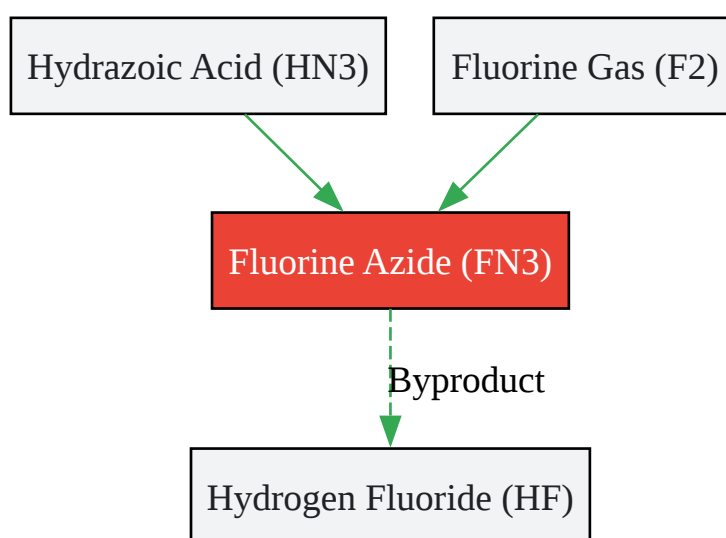 Hydrazoic Acid (HN3)
Fluorine Gas (F2)
Fluorine Azide (FN3)
Byproduct
Hydrogen Fluoride (HF)